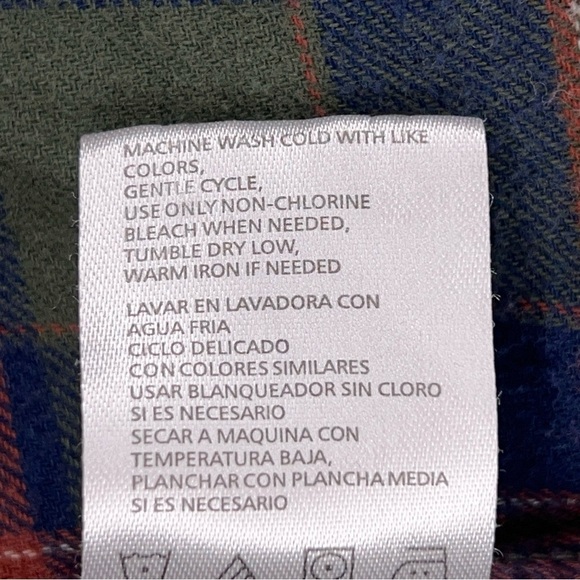 MACHINE WASH COLD WITH LIKE
COLORS,
GENTLE CYCLE,
USE ONLY NON-CHLORINE
BLEACH WHEN NEEDED,
TUMBLE DRY LOW,
WARM IRON IF NEEDED
LAVAR EN LAVADORA CON
AGUA FRIA
CICLO DELICADO
CON COLORES SIMILARES
USAR BLANQUEADOR SIN CLORO
SI ES NECESARIO
SECAR A MAQUINA CON
TEMPERATURA BAJA,
PLANCHAR CON PLANCHA MEDIA
SI ES NECESARIO